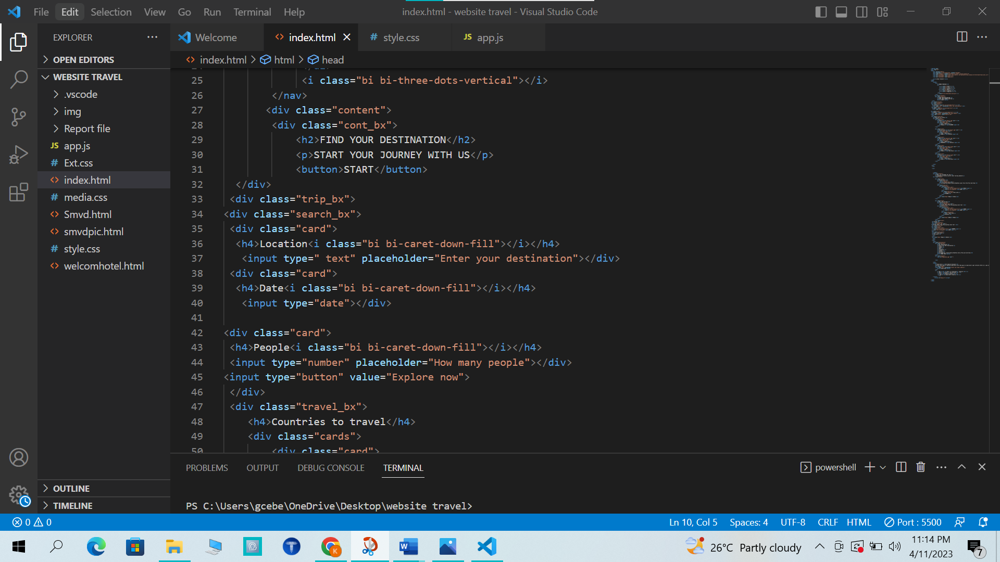 File Edit Selection View Go Run Terminal Help
index.html - website travel - Visual Studio Code
EXPLORER
Welcome
index.html
# style.css
JS app.js
OPEN EDITORS
index.html > html > head
WEBSITE TRAVEL
.vscode
img
Report file
JS app.js
# Ext.css
index.html
# media.css
Smvd.html
smvdpic.html
# style.css
welcomhotel.html
OUTLINE
TIMELINE
25 <i class="bi bi-three-dots-vertical"></i>
26 </nav>
27 <div class="content">
28 <div class="cont_bx">
29 <h2>FIND YOUR DESTINATION</h2>
30 <p>START YOUR JOURNEY WITH US</p>
31 <button>START</button>
32 </div>
33 <div class="trip_bx">
34 <div class="search_bx">
35 <div class="card">
36 <h4>Location<i class="bi bi-caret-down-fill"></i></h4>
37 <input type=" text" placeholder="Enter your destination"></div>
38 <div class="card">
39 <h4>Date<i class="bi bi-caret-down-fill"></i></h4>
40 <input type="date"></div>
41
42 <div class="card">
43 <h4>People<i class="bi bi-caret-down-fill"></i></h4>
44 <input type="number" placeholder="How many people"></div>
45 <input type="button" value="Explore now">
46 </div>
47 <div class="travel_bx">
48 <h4>Countries to travel</h4>
49 <div class="cards">
50 <div class="card">
PROBLEMS OUTPUT DEBUG CONSOLE TERMINAL
powershell
PS C:\Users\gcebe\OneDrive\Desktop\website travel>
0 0
Ln 10, Col 5 Spaces: 4 UTF-8 CRLF HTML Port : 5500
26°C Partly cloudy
11:14 PM
4/11/2023
7